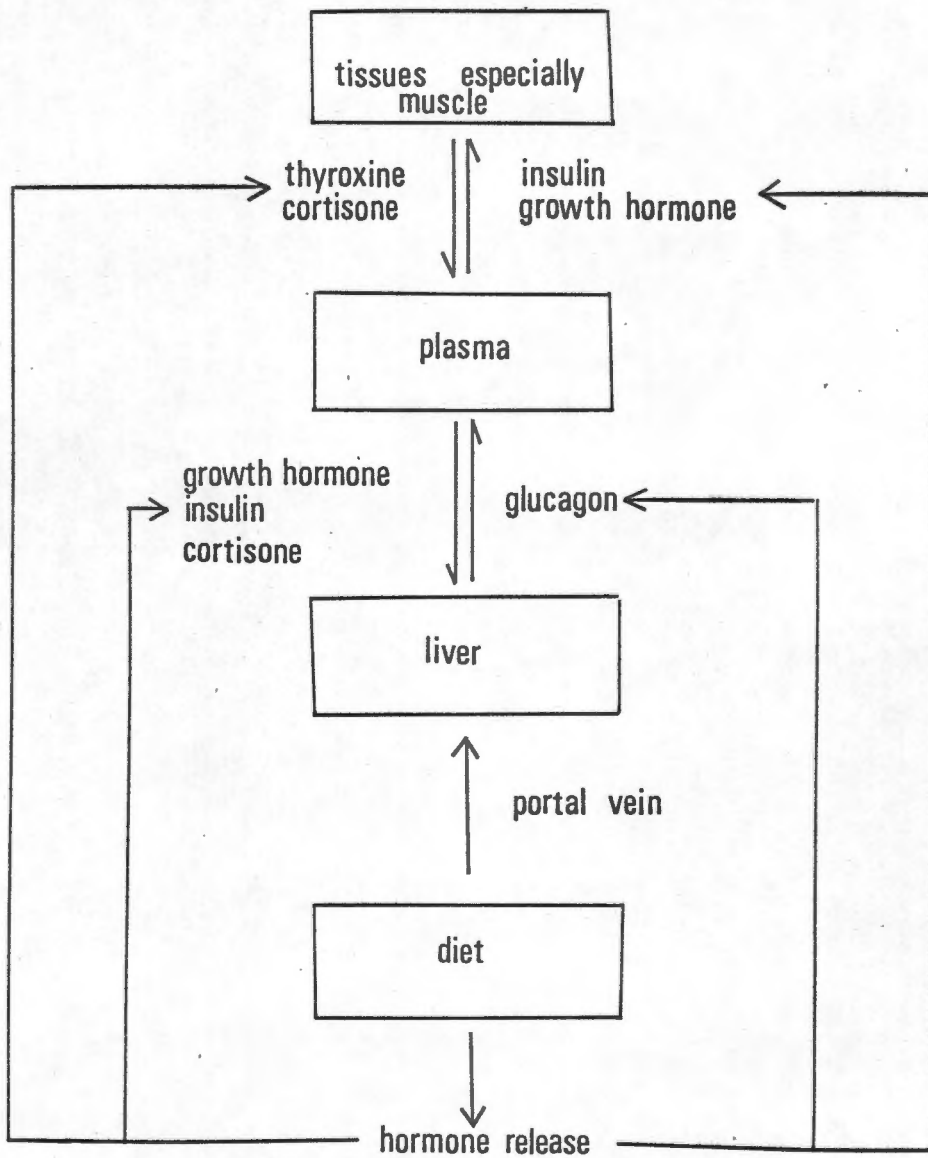 tissues especially
muscle
thyroxine
cortisone
insulin
growth hormone
plasma
growth hormone
insulin
cortisone
glucagon
liver
portal vein
diet
hormone release